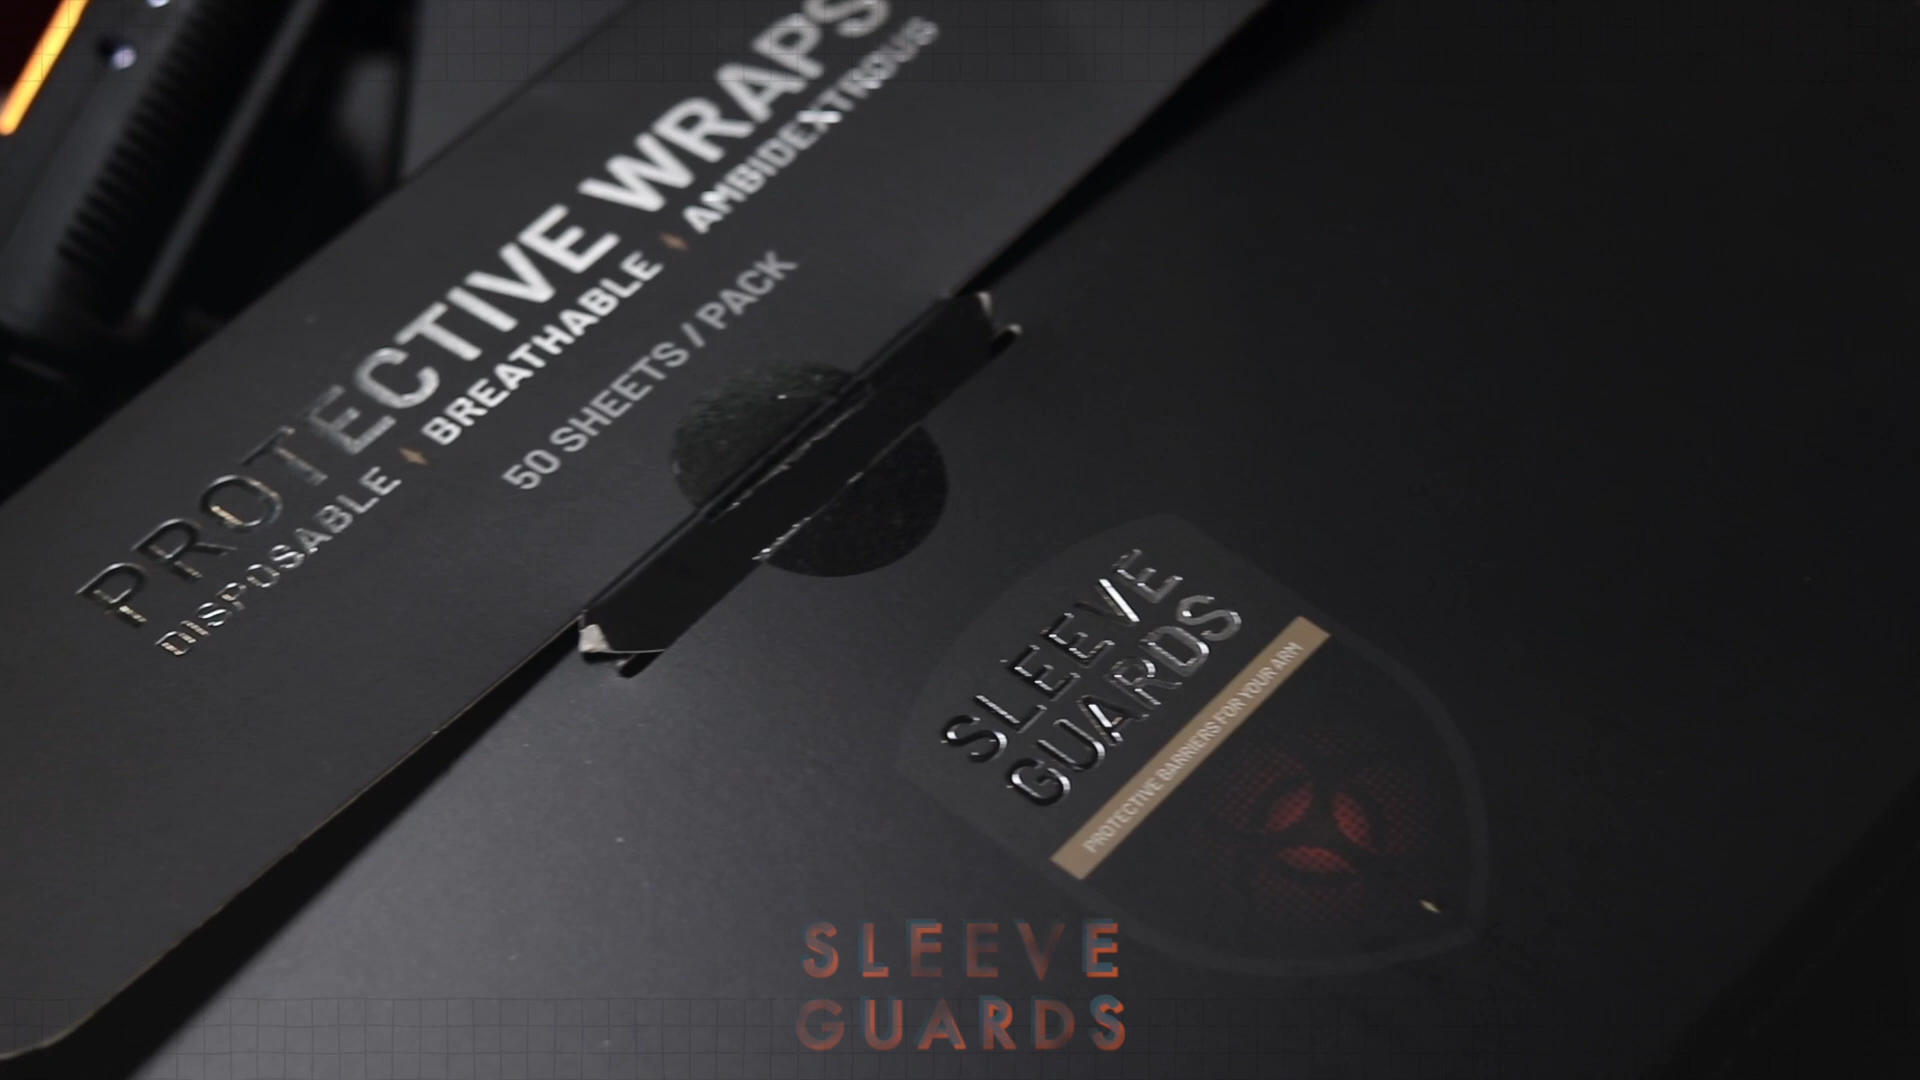 PROTECTIVE WRAPS
DISPOSABLE BREATHABLE AMBIDEXTROUS
50 SHEETS / PACK
SLEEVE
GUARDS
PROTECTIVE BARRIERS FOR YOUR ARM
SLEEVE
GUARDS